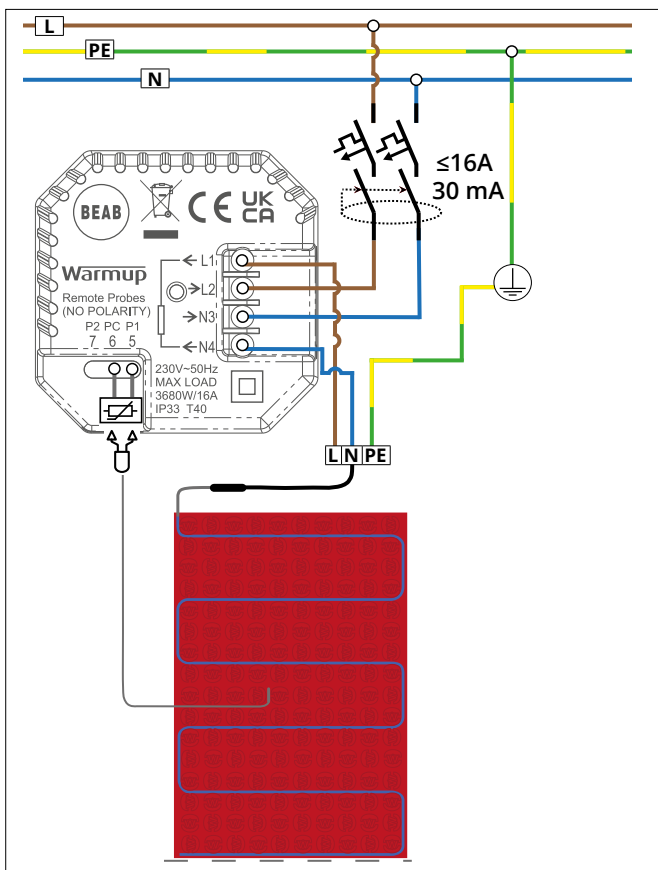 L
PE
N
≤16A
30 mA
BEAB
CE UK CA
Warmup
L1
L2
N3
N4
Remote Probes
(NO POLARITY)
P2 PC P1
7 6 5
230V~50Hz
MAX LOAD
3680W/16A
IP33 T40
L N PE